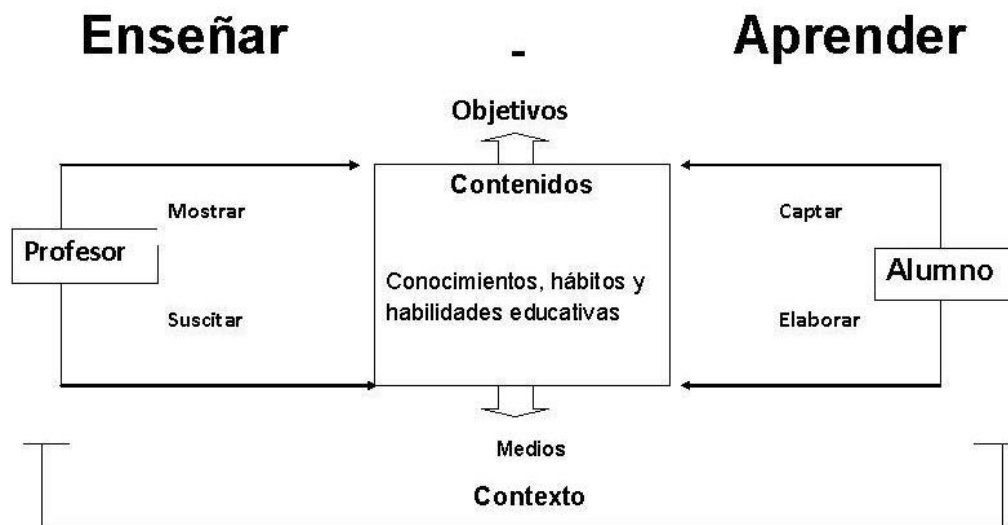 Enseñar - Aprender
Objetivos
Contenidos
Mostrar
Captar
Profesor
Alumno
Conocimientos, hábitos y
habilidades educativas
Suscitar
Elaborar
Medios
Contexto